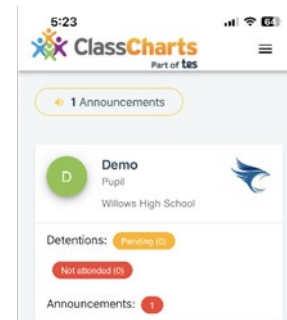 5:23
64
ClassCharts
Part of tes
1 Announcements
D
Demo
Pupil
Willows High School
Detentions: Pending (0)
Not attended (0)
Announcements: 1